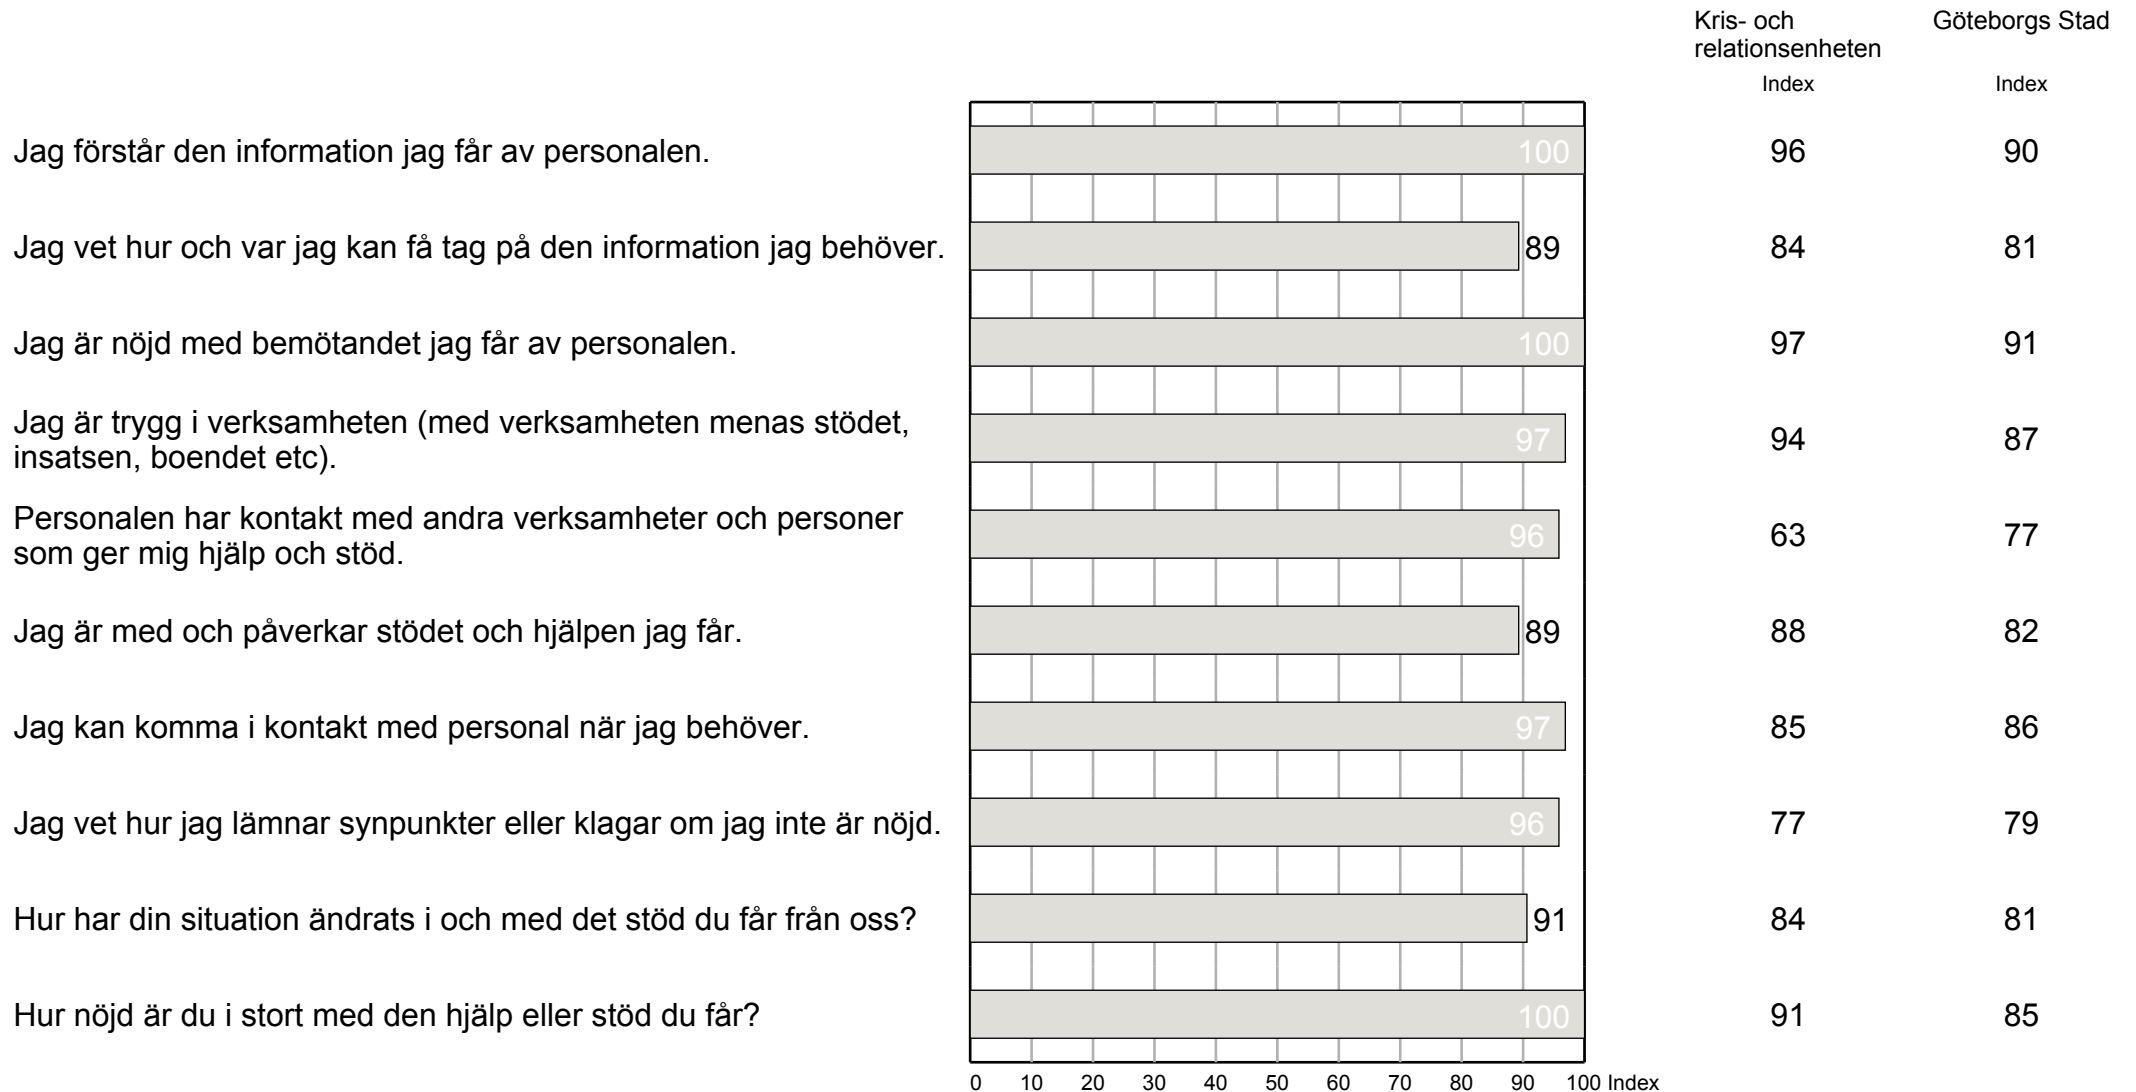 Kris- och
relationsenheten
Göteborgs Stad
Index
Index
Jag förstår den information jag får av personalen.
100
96
90
Jag vet hur och var jag kan få tag på den information jag behöver.
89
84
81
Jag är nöjd med bemötandet jag får av personalen.
100
97
91
Jag är trygg i verksamheten (med verksamheten menas stödet,
insatsen, boendet etc).
97
94
87
Personalen har kontakt med andra verksamheter och personer
som ger mig hjälp och stöd.
96
63
77
Jag är med och påverkar stödet och hjälpen jag får.
89
88
82
Jag kan komma i kontakt med personal när jag behöver.
97
85
86
Jag vet hur jag lämnar synpunkter eller klagar om jag inte är nöjd.
96
77
79
Hur har din situation ändrats i och med det stöd du får från oss?
91
84
81
Hur nöjd är du i stort med den hjälp eller stöd du får?
100
91
85
0 10 20 30 40 50 60 70 80 90 100 Index